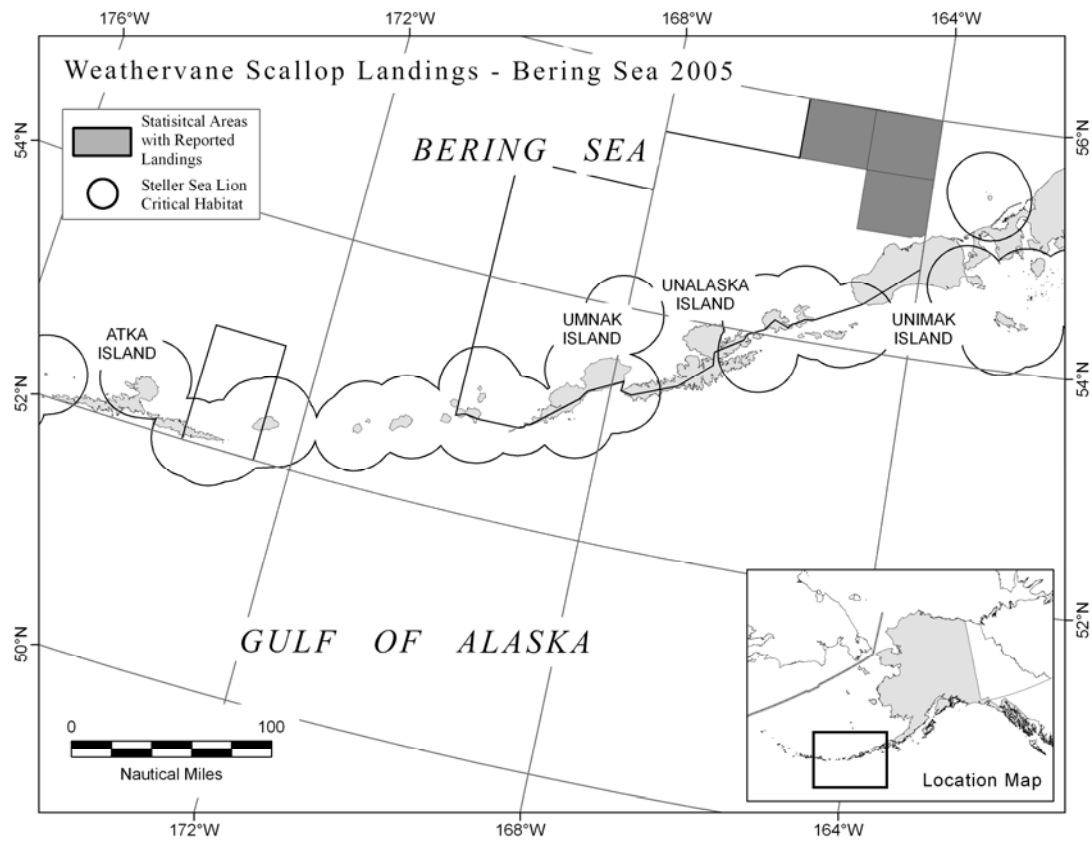 176°W
172°W
168°W
164°W
Weathervane Scallop Landings - Bering Sea 2005
Statisitcal Areas
with Reported
Landings
Steller Sea Lion
Critical Habitat
54°N
56°N
BERING SEA
UNALASKA
ISLAND
ATKA
ISLAND
UMNAK
ISLAND
UNIMAK
ISLAND
52°N
54°N
GULF OF ALASKA
50°N
52°N
0
100
Nautical Miles
Location Map
172°W
168°W
164°W